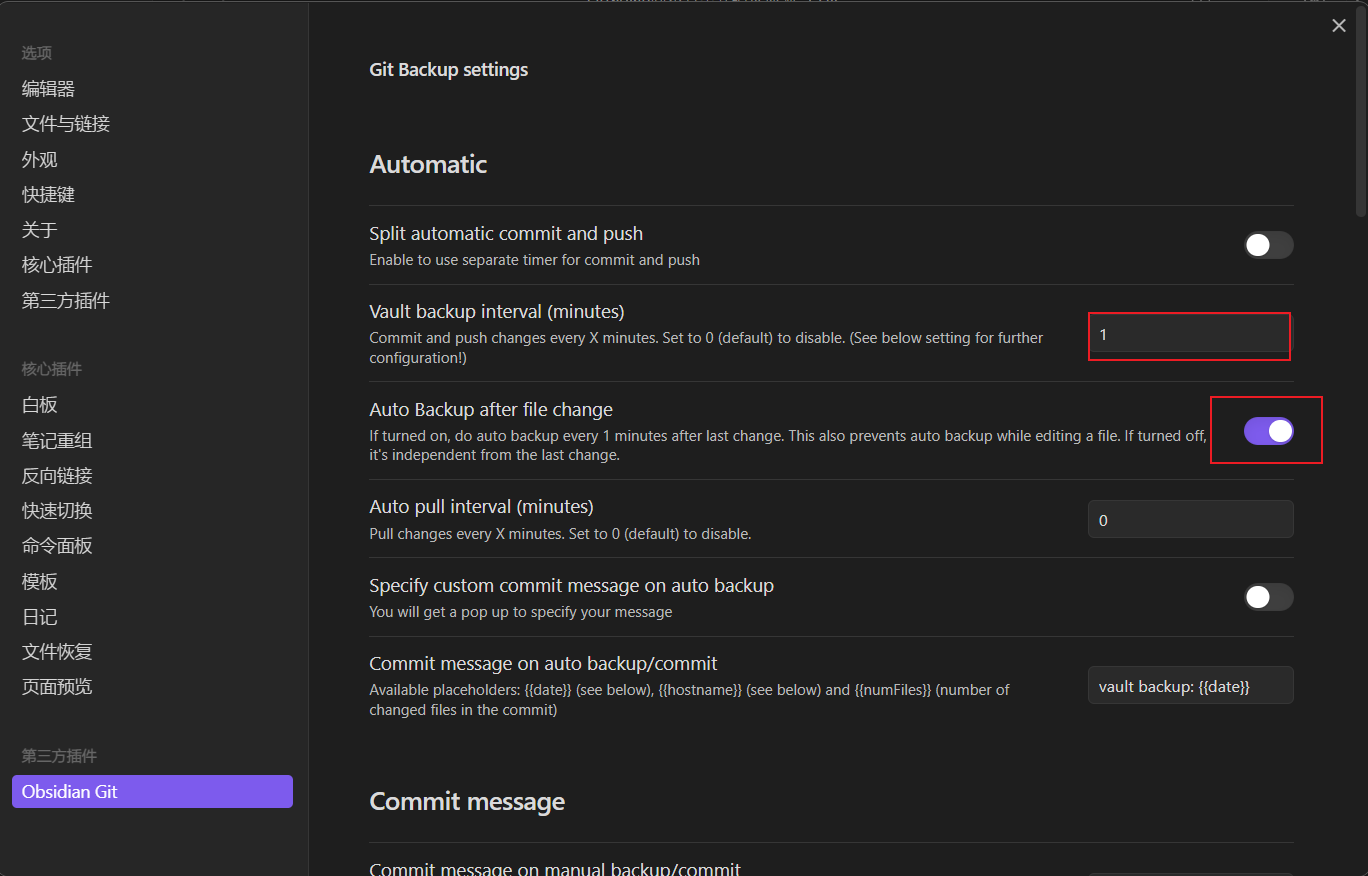 选项
编辑器
文件与链接
外观
快捷键
关于
核心插件
第三方插件
核心插件
白板
笔记重组
反向链接
快速切换
命令面板
模板
日记
文件恢复
页面预览
第三方插件
Obsidian Git
Git Backup settings
Automatic
Split automatic commit and push
Enable to use separate timer for commit and push
Vault backup interval (minutes)
Commit and push changes every X minutes. Set to 0 (default) to disable. (See below setting for further
configuration!)
1
Auto Backup after file change
If turned on, do auto backup every 1 minutes after last change. This also prevents auto backup while editing a file. If turned off,
it's independent from the last change.
Auto pull interval (minutes)
Pull changes every X minutes. Set to 0 (default) to disable.
0
Specify custom commit message on auto backup
You will get a pop up to specify your message
Commit message on auto backup/commit
Available placeholders: {{date}} (see below), {{hostname}} (see below) and {{numFiles}} (number of
changed files in the commit)
vault backup: {{date}}
Commit message
Commit message on manual backup/commit